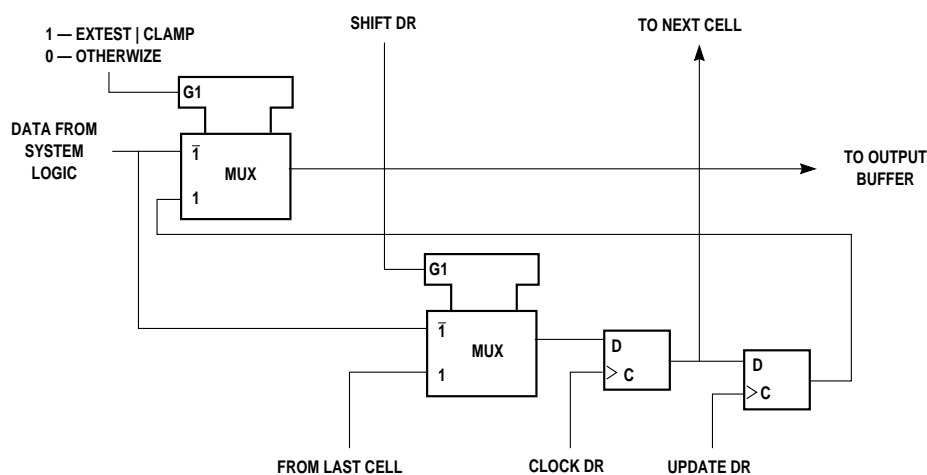 SHIFT DR
TO NEXT CELL
1 — EXTEST | CLAMP
0 — OTHERWIZE
G1
DATA FROM
SYSTEM
LOGIC
1̅
MUX
1
TO OUTPUT
BUFFER
G1
1̅
MUX
1
D
C
D
C
FROM LAST CELL
CLOCK DR
UPDATE DR